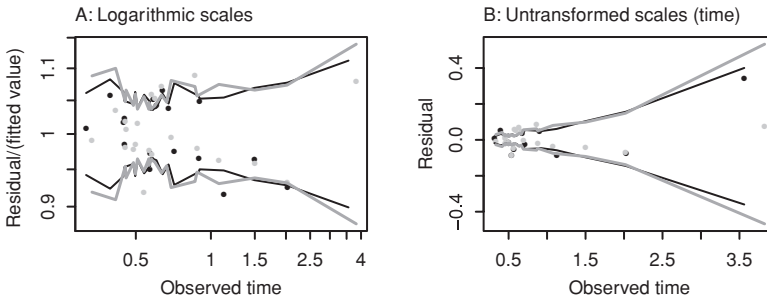 A: Logarithmic scales
Residual/(fitted value)
1.1
1
0.9
0.5
1
1.5
2.5
4
Observed time
B: Untransformed scales (time)
Residual
0.4
0.0
−0.4
0.5
1.5
2.5
3.5
Observed time